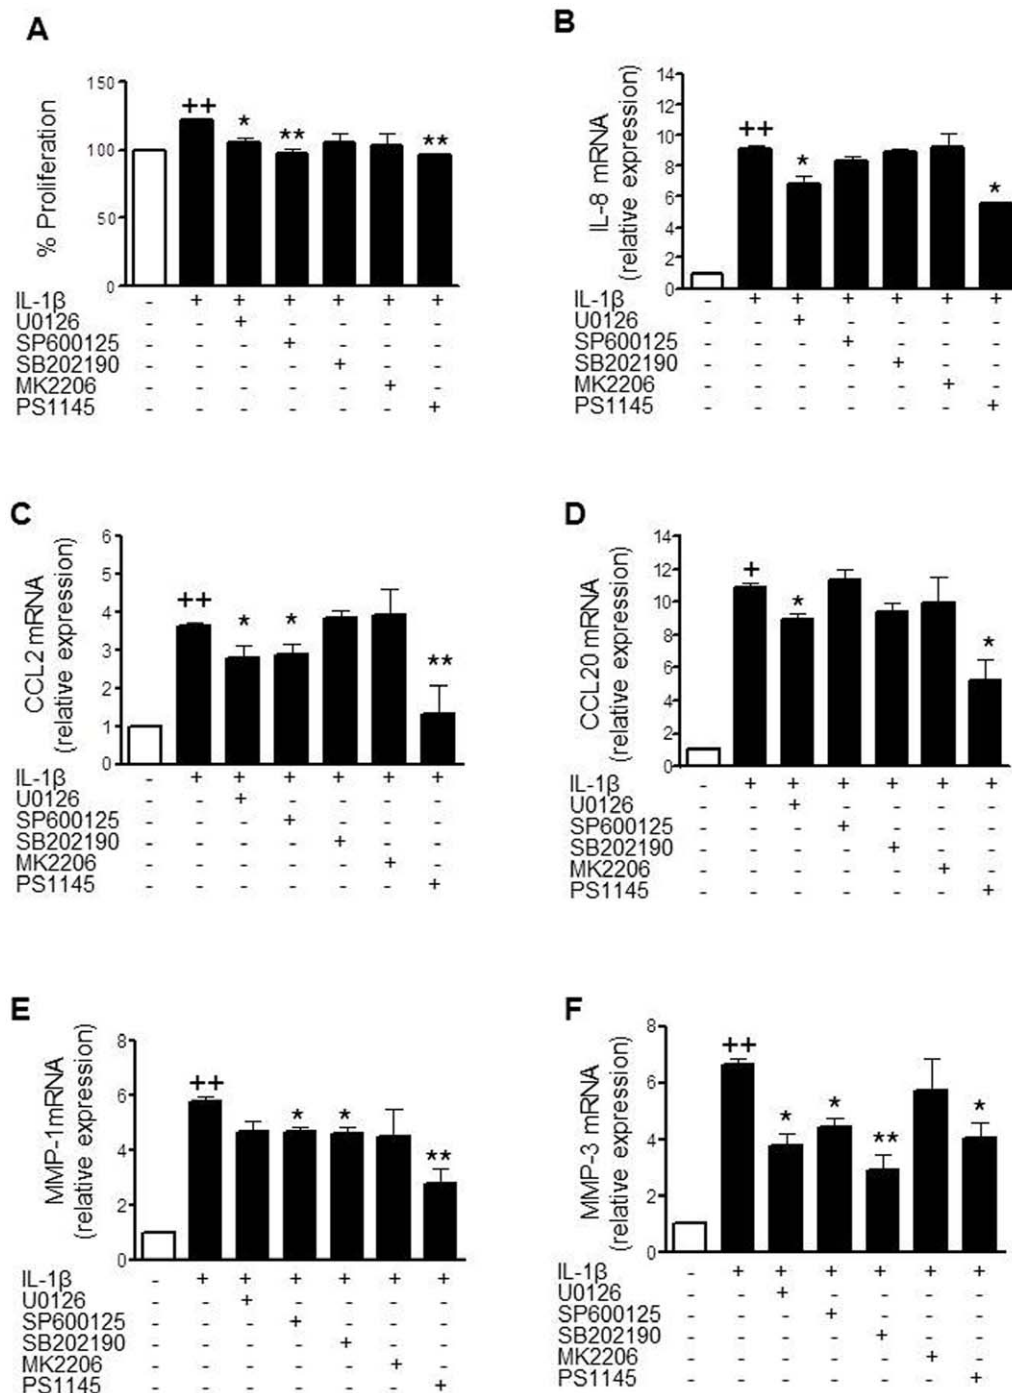 A
% Proliferation
150
100
50
0
++
*
**
**
IL-1β - + + + + + +
U0126 - - + - - - -
SP600125 - - - + - - -
SB202190 - - - - + - -
MK2206 - - - - - + -
PS1145 - - - - - - +
B
IL-8 mRNA
(relative expression)
14
12
10
8
6
4
2
0
++
*
*
IL-1β - + + + + + +
U0126 - - + - - - -
SP600125 - - - + - - -
SB202190 - - - - + - -
MK2206 - - - - - + -
PS1145 - - - - - - +
C
CCL2 mRNA
(relative expression)
6
5
4
3
2
1
0
++
*
*
**
IL-1β - + + + + + +
U0126 - - + - - - -
SP600125 - - - + - - -
SB202190 - - - - + - -
MK2206 - - - - - + -
PS1145 - - - - - - +
D
CCL20 mRNA
(relative expression)
14
12
10
8
6
4
2
0
+
*
*
IL-1β - + + + + + +
U0126 - - + - - - -
SP600125 - - - + - - -
SB202190 - - - - + - -
MK2206 - - - - - + -
PS1145 - - - - - - +
E
MMP-1mRNA
(relative expression)
8
6
4
2
0
++
*
*
**
IL-1β - + + + + + +
U0126 - - + - - - -
SP600125 - - - + - - -
SB202190 - - - - + - -
MK2206 - - - - - + -
PS1145 - - - - - - +
F
MMP-3 mRNA
(relative expression)
8
6
4
2
0
++
*
*
**
*
IL-1β - + + + + + +
U0126 - - + - - - -
SP600125 - - - + - - -
SB202190 - - - - + - -
MK2206 - - - - - + -
PS1145 - - - - - - +